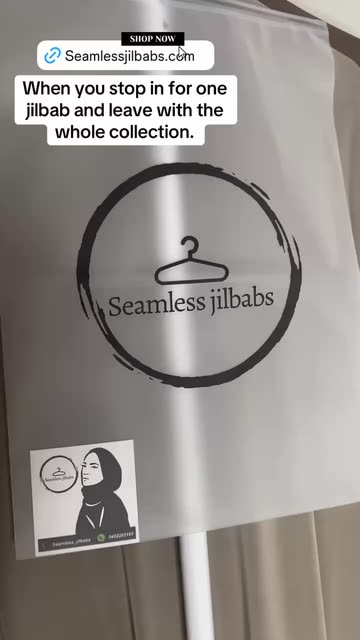 SHOP NOW
Seamlessjilbabs.com
When you stop in for one
jilbab and leave with the
whole collection.
Seamless jilbabs
Seamless jilbabs
Seamless_jilbabs